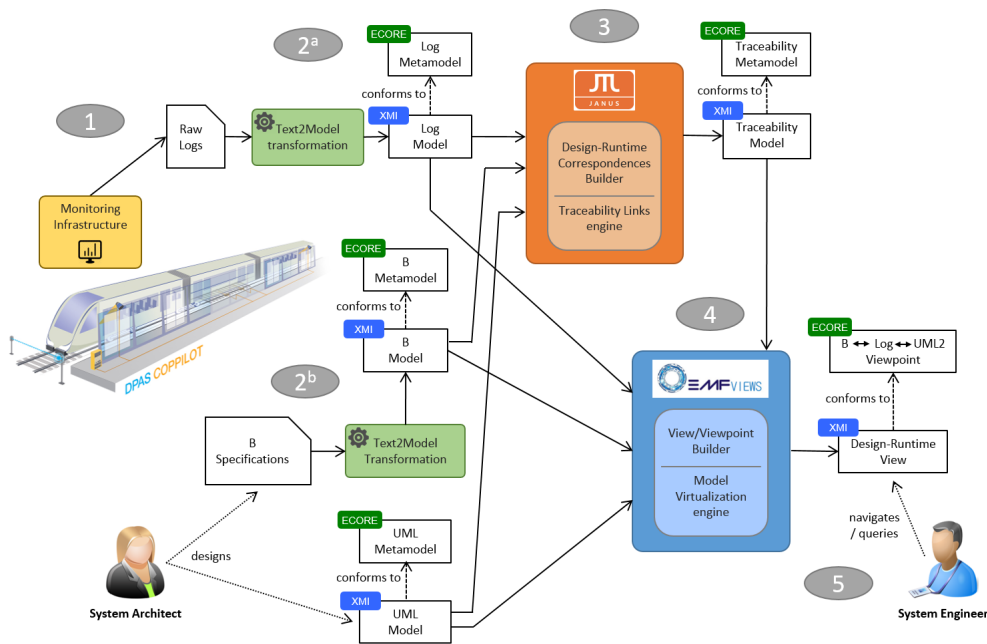 1
2a
3
4
2b
5
Monitoring
Infrastructure
DPAS COPPILOT
Raw
Logs
Text2Model
transformation
ECORE
Log
Metamodel
conforms to
XMI
Log
Model
JTL
JANUS
Design-Runtime
Correspondences
Builder
Traceability Links
engine
ECORE
Traceability
Metamodel
conforms to
XMI
Traceability
Model
ECORE
B
Metamodel
conforms to
XMI
B
Model
B
Specifications
Text2Model
Transformation
EMF VIEWS
View/Viewpoint
Builder
Model
Virtualization
engine
ECORE
B Log UML2
Viewpoint
conforms to
XMI
Design-Runtime
View
navigates
/ queries
System Engineer
System Architect
designs
ECORE
UML
Metamodel
conforms to
XMI
UML
Model